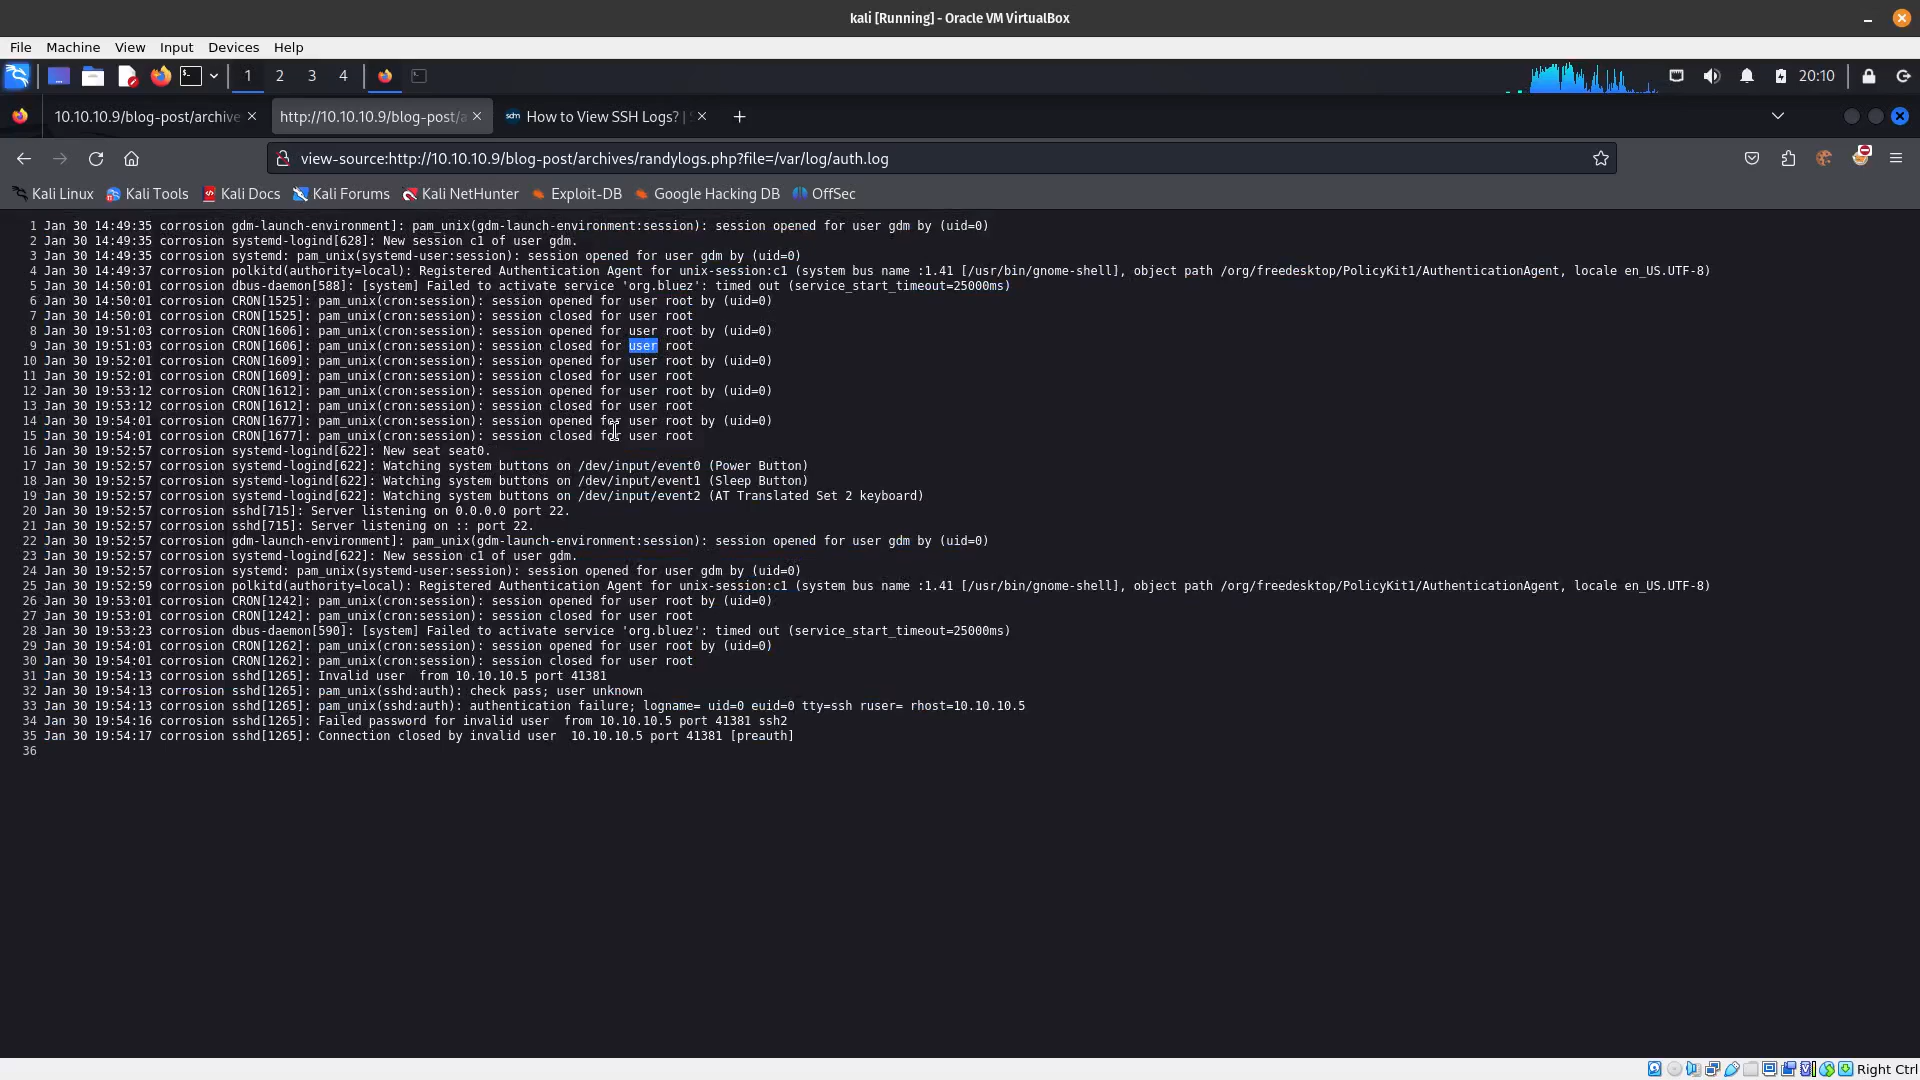 kali [Running] - Oracle VM VirtualBox
File Machine View Input Devices Help
1 2 3 4 20:10
10.10.10.9/blog-post/archive http://10.10.10.9/blog-post/a How to View SSH Logs? |
view-source:http://10.10.10.9/blog-post/archives/randylogs.php?file=/var/log/auth.log
Kali Linux Kali Tools Kali Docs Kali Forums Kali NetHunter Exploit-DB Google Hacking DB OffSec
1 Jan 30 14:49:35 corrosion gdm-launch-environment]: pam_unix(gdm-launch-environment:session): session opened for user gdm by (uid=0)
2 Jan 30 14:49:35 corrosion systemd-logind[628]: New session c1 of user gdm.
3 Jan 30 14:49:35 corrosion systemd: pam_unix(systemd-user:session): session opened for user gdm by (uid=0)
4 Jan 30 14:49:37 corrosion polkitd(authority=local): Registered Authentication Agent for unix-session:c1 (system bus name :1.41 [/usr/bin/gnome-shell], object path /org/freedesktop/PolicyKit1/AuthenticationAgent, locale en_US.UTF-8)
5 Jan 30 14:50:01 corrosion dbus-daemon[588]: [system] Failed to activate service 'org.bluez': timed out (service_start_timeout=25000ms)
6 Jan 30 14:50:01 corrosion CRON[1525]: pam_unix(cron:session): session opened for user root by (uid=0)
7 Jan 30 14:50:01 corrosion CRON[1525]: pam_unix(cron:session): session closed for user root
8 Jan 30 19:51:03 corrosion CRON[1606]: pam_unix(cron:session): session opened for user root by (uid=0)
9 Jan 30 19:51:03 corrosion CRON[1606]: pam_unix(cron:session): session closed for user root
10 Jan 30 19:52:01 corrosion CRON[1609]: pam_unix(cron:session): session opened for user root by (uid=0)
11 Jan 30 19:52:01 corrosion CRON[1609]: pam_unix(cron:session): session closed for user root
12 Jan 30 19:53:12 corrosion CRON[1612]: pam_unix(cron:session): session opened for user root by (uid=0)
13 Jan 30 19:53:12 corrosion CRON[1612]: pam_unix(cron:session): session closed for user root
14 Jan 30 19:54:01 corrosion CRON[1677]: pam_unix(cron:session): session opened for user root by (uid=0)
15 Jan 30 19:54:01 corrosion CRON[1677]: pam_unix(cron:session): session closed for user root
16 Jan 30 19:52:57 corrosion systemd-logind[622]: New seat seat0.
17 Jan 30 19:52:57 corrosion systemd-logind[622]: Watching system buttons on /dev/input/event0 (Power Button)
18 Jan 30 19:52:57 corrosion systemd-logind[622]: Watching system buttons on /dev/input/event1 (Sleep Button)
19 Jan 30 19:52:57 corrosion systemd-logind[622]: Watching system buttons on /dev/input/event2 (AT Translated Set 2 keyboard)
20 Jan 30 19:52:57 corrosion sshd[715]: Server listening on 0.0.0.0 port 22.
21 Jan 30 19:52:57 corrosion sshd[715]: Server listening on :: port 22.
22 Jan 30 19:52:57 corrosion gdm-launch-environment]: pam_unix(gdm-launch-environment:session): session opened for user gdm by (uid=0)
23 Jan 30 19:52:57 corrosion systemd-logind[622]: New session c1 of user gdm.
24 Jan 30 19:52:57 corrosion systemd: pam_unix(systemd-user:session): session opened for user gdm by (uid=0)
25 Jan 30 19:52:59 corrosion polkitd(authority=local): Registered Authentication Agent for unix-session:c1 (system bus name :1.41 [/usr/bin/gnome-shell], object path /org/freedesktop/PolicyKit1/AuthenticationAgent, locale en_US.UTF-8)
26 Jan 30 19:53:01 corrosion CRON[1242]: pam_unix(cron:session): session opened for user root by (uid=0)
27 Jan 30 19:53:01 corrosion CRON[1242]: pam_unix(cron:session): session closed for user root
28 Jan 30 19:53:23 corrosion dbus-daemon[590]: [system] Failed to activate service 'org.bluez': timed out (service_start_timeout=25000ms)
29 Jan 30 19:54:01 corrosion CRON[1262]: pam_unix(cron:session): session opened for user root by (uid=0)
30 Jan 30 19:54:01 corrosion CRON[1262]: pam_unix(cron:session): session closed for user root
31 Jan 30 19:54:13 corrosion sshd[1265]: Invalid user  from 10.10.10.5 port 41381
32 Jan 30 19:54:13 corrosion sshd[1265]: pam_unix(sshd:auth): check pass; user unknown
33 Jan 30 19:54:13 corrosion sshd[1265]: pam_unix(sshd:auth): authentication failure; logname= uid=0 euid=0 tty=ssh ruser= rhost=10.10.10.5
34 Jan 30 19:54:16 corrosion sshd[1265]: Failed password for invalid user  from 10.10.10.5 port 41381 ssh2
35 Jan 30 19:54:17 corrosion sshd[1265]: Connection closed by invalid user  10.10.10.5 port 41381 [preauth]
36
Right Ctrl